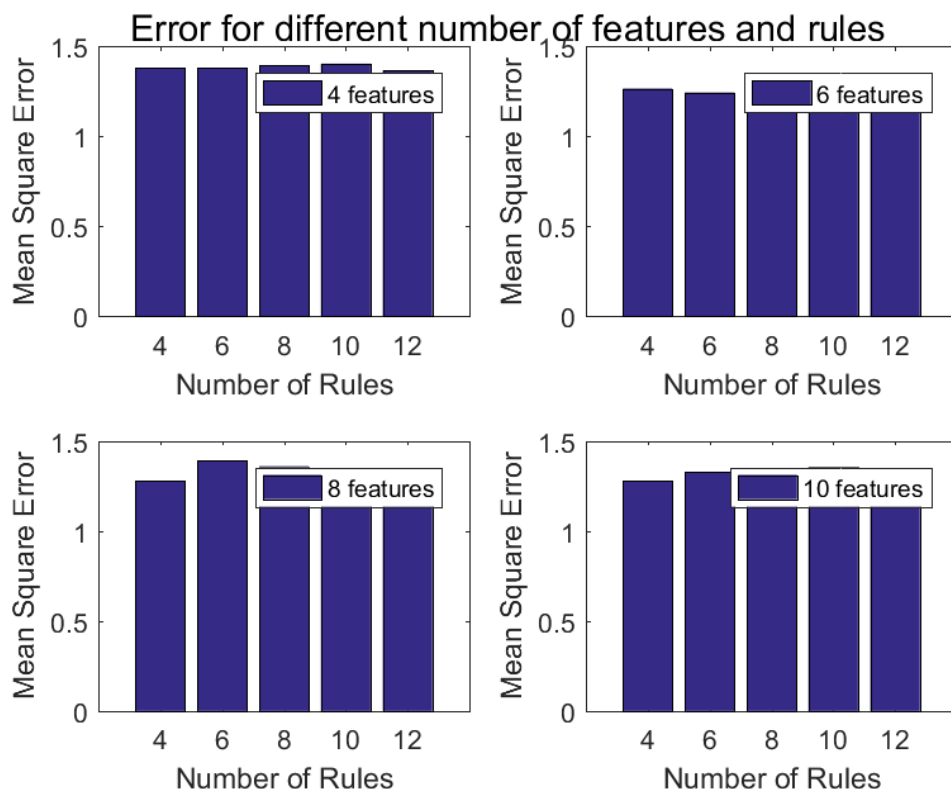 Error for different number of features and rules
1.5
1
0.5
0
Mean Square Error
4 features
4 6 8 10 12
Number of Rules
1.5
1
0.5
0
Mean Square Error
6 features
4 6 8 10 12
Number of Rules
1.5
1
0.5
0
Mean Square Error
8 features
4 6 8 10 12
Number of Rules
1.5
1
0.5
0
Mean Square Error
10 features
4 6 8 10 12
Number of Rules